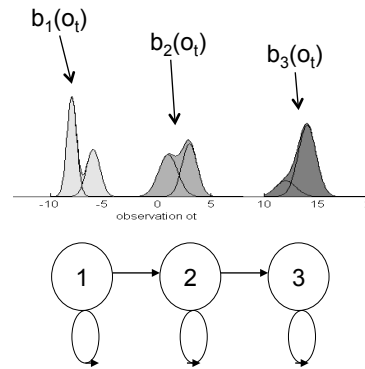 b₁(oₜ)
b₂(oₜ)
b₃(oₜ)
-10 -5 0 5 10 15
observation ot
1 2 3